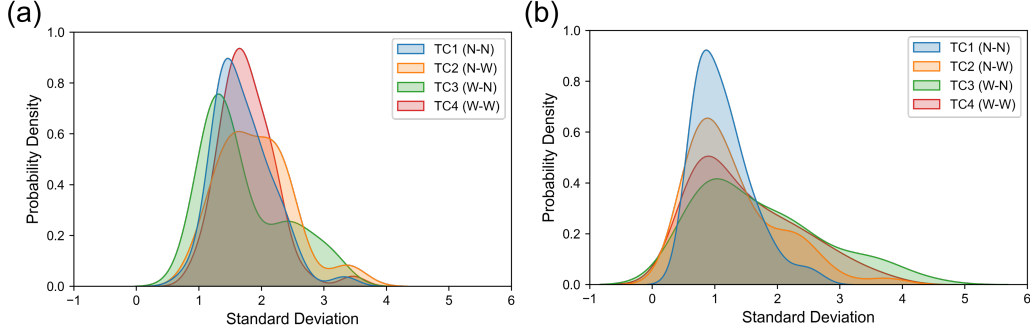 (a)
1.0
0.8
0.6
0.4
0.2
0.0
Probability Density
−1 0 1 2 3 4 5 6
Standard Deviation
TC1 (N-N)
TC2 (N-W)
TC3 (W-N)
TC4 (W-W)
(b)
1.0
0.8
0.6
0.4
0.2
0.0
Probability Density
−1 0 1 2 3 4 5 6
Standard Deviation
TC1 (N-N)
TC2 (N-W)
TC3 (W-N)
TC4 (W-W)